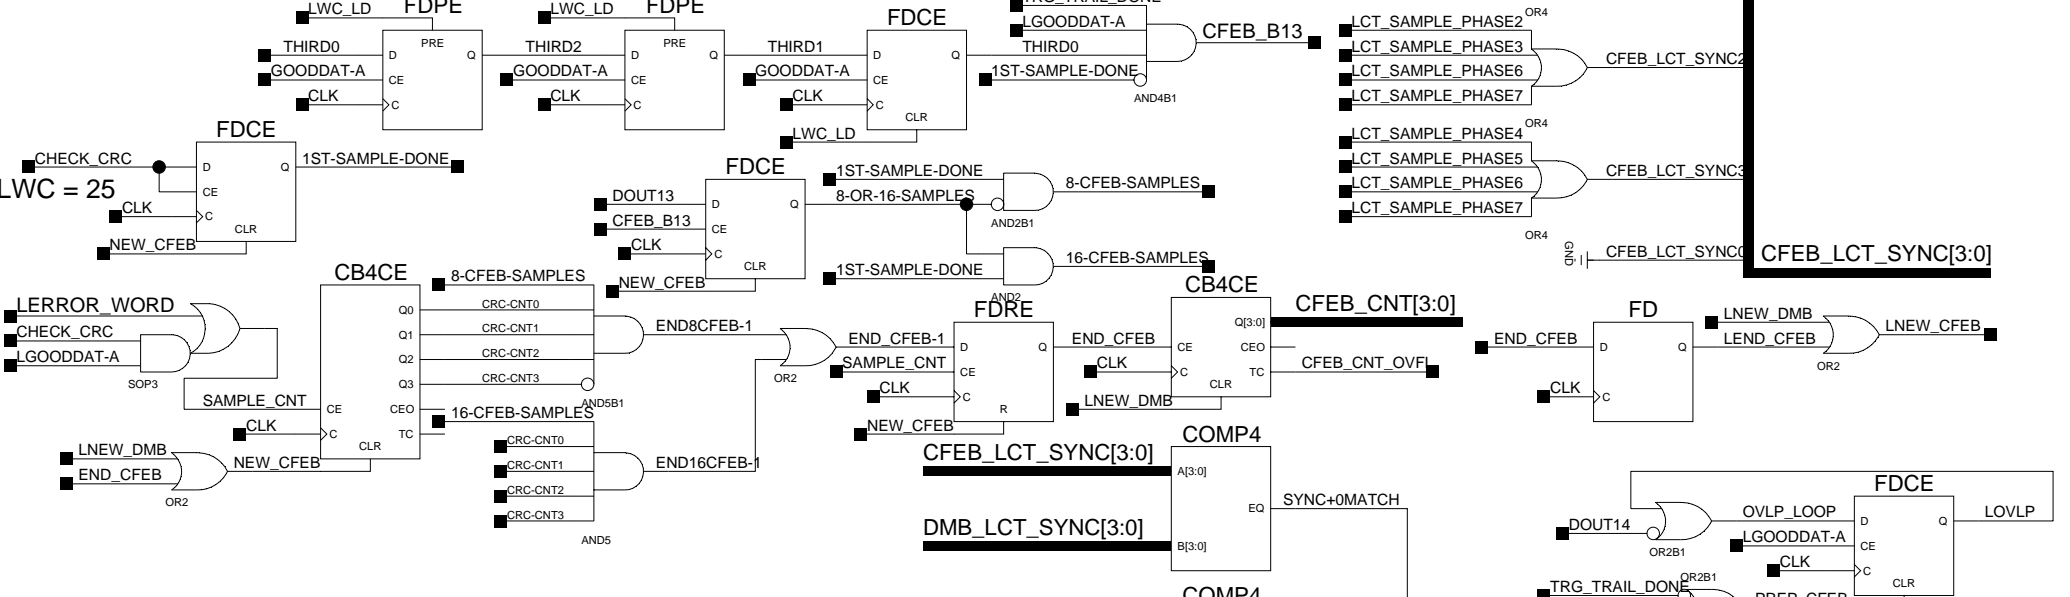 LWC_LD
FDPE
LWC_LD
FDPE
FDCE
TRG_TRAIL_DONE
LGOODDAT-A
THIRD0
PRE
D
Q
GOODDAT-A
CE
CLK
C
THIRD2
PRE
D
Q
GOODDAT-A
CE
CLK
C
THIRD1
D
Q
GOODDAT-A
CE
CLK
C
CLR
LWC_LD
THIRD0
1ST-SAMPLE-DONE
AND4B1
CFEB_B13
LCT_SAMPLE_PHASE2
LCT_SAMPLE_PHASE3
LCT_SAMPLE_PHASE6
LCT_SAMPLE_PHASE7
OR4
CFEB_LCT_SYNC2
LCT_SAMPLE_PHASE4
LCT_SAMPLE_PHASE5
LCT_SAMPLE_PHASE6
LCT_SAMPLE_PHASE7
OR4
CFEB_LCT_SYNC3
OR4
GND
CFEB_LCT_SYNC0
CFEB_LCT_SYNC[3:0]
FDCE
CHECK_CRC
D
Q
1ST-SAMPLE-DONE
LWC = 25
CE
CLK
C
CLR
NEW_CFEB
FDCE
DOUT13
D
Q
CFEB_B13
CE
CLK
C
CLR
NEW_CFEB
1ST-SAMPLE-DONE
8-OR-16-SAMPLES
AND2B1
8-CFEB-SAMPLES
1ST-SAMPLE-DONE
AND2
16-CFEB-SAMPLES
LERROR_WORD
CHECK_CRC
LGOODDAT-A
SOP3
SAMPLE_CNT
CLK
LNEW_DMB
END_CFEB
OR2
NEW_CFEB
CB4CE
Q0
Q1
Q2
Q3
CE
CEO
C
TC
CLR
8-CFEB-SAMPLES
CRC-CNT0
CRC-CNT1
CRC-CNT2
CRC-CNT3
AND5B1
END8CFEB-1
16-CFEB-SAMPLES
CRC-CNT0
CRC-CNT1
CRC-CNT2
CRC-CNT3
AND5
END16CFEB-1
OR2
FDRE
END_CFEB-1
D
Q
SAMPLE_CNT
CE
CLK
C
R
NEW_CFEB
CB4CE
Q[3:0]
CFEB_CNT[3:0]
END_CFEB
CE
CEO
CLK
C
TC
CFEB_CNT_OVFL
CLR
LNEW_DMB
FD
END_CFEB
D
Q
CLK
C
LNEW_DMB
LEND_CFEB
OR2
LNEW_CFEB
COMP4
CFEB_LCT_SYNC[3:0]
A[3:0]
EQ
SYNC+0MATCH
DMB_LCT_SYNC[3:0]
B[3:0]
COMP4
FDCE
DOUT14
OR2B1
OVLP_LOOP
D
Q
LOVLP
LGOODDAT-A
CE
CLK
C
CLR
TRG_TRAIL_DONE
OR2B1